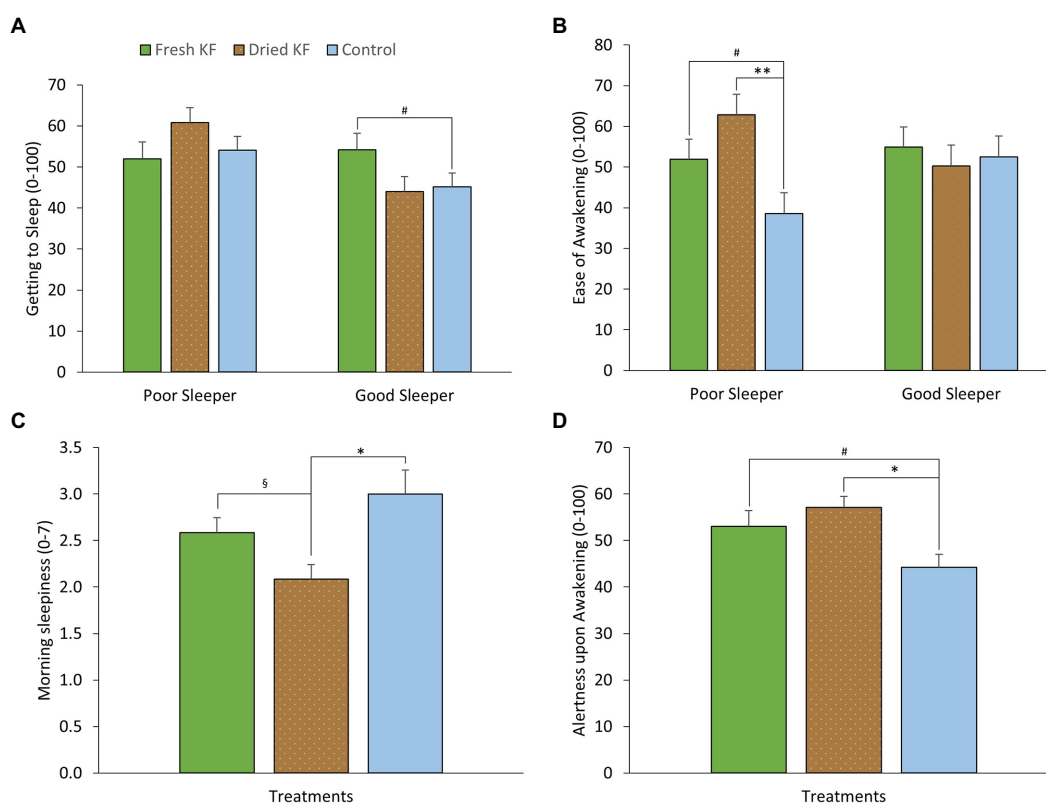 A
Fresh KF
Dried KF
Control
Getting to Sleep (0-100)
70
60
50
40
30
20
10
0
#
Poor Sleeper
Good Sleeper
B
Ease of Awakening (0-100)
80
70
60
50
40
30
20
10
0
#
**
Poor Sleeper
Good Sleeper
C
Morning sleepiness (0-7)
3.5
3.0
2.5
2.0
1.5
1.0
0.5
0.0
§
*
Treatments
D
Alertness upon Awakening (0-100)
70
60
50
40
30
20
10
0
#
*
Treatments